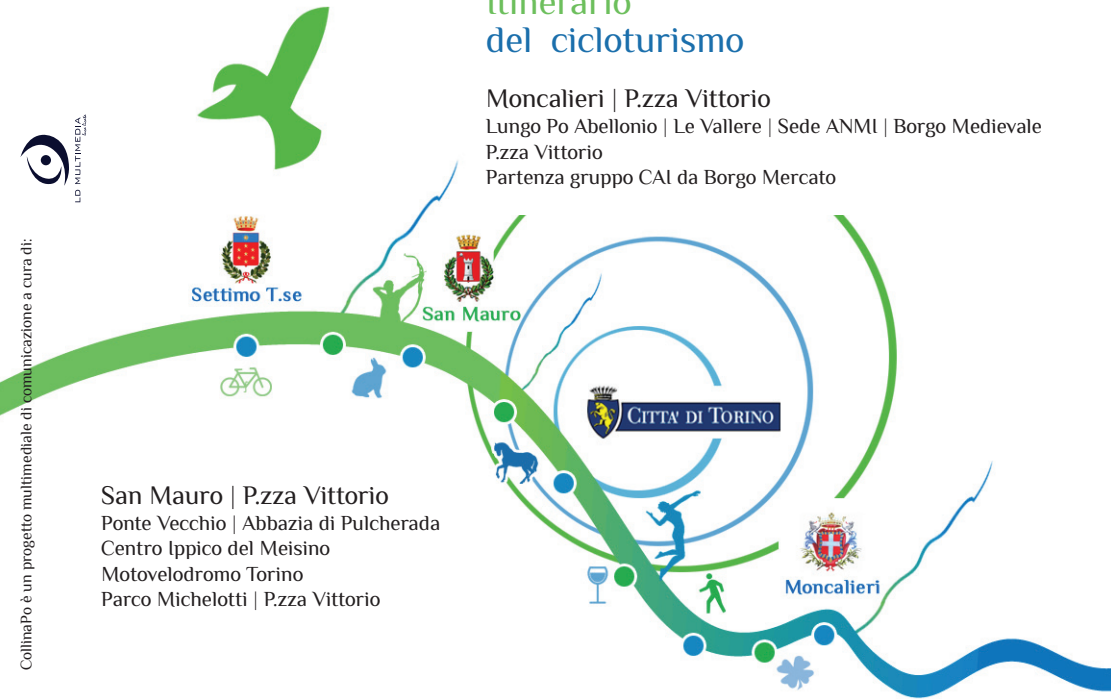 itinerario
del cicloturismo
Moncalieri | P.zza Vittorio
Lungo Po Abellonio | Le Vallere | Sede ANMI | Borgo Medievale
P.zza Vittorio
Partenza gruppo CAI da Borgo Mercato
LD MULTIMEDIA
CollinaPo è un progetto multimediale di comunicazione a cura di:
Settimo T.se
San Mauro
CITTA' DI TORINO
Moncalieri
San Mauro | P.zza Vittorio
Ponte Vecchio | Abbazia di Pulcherada
Centro Ippico del Meisino
Motovelodromo Torino
Parco Michelotti | P.zza Vittorio